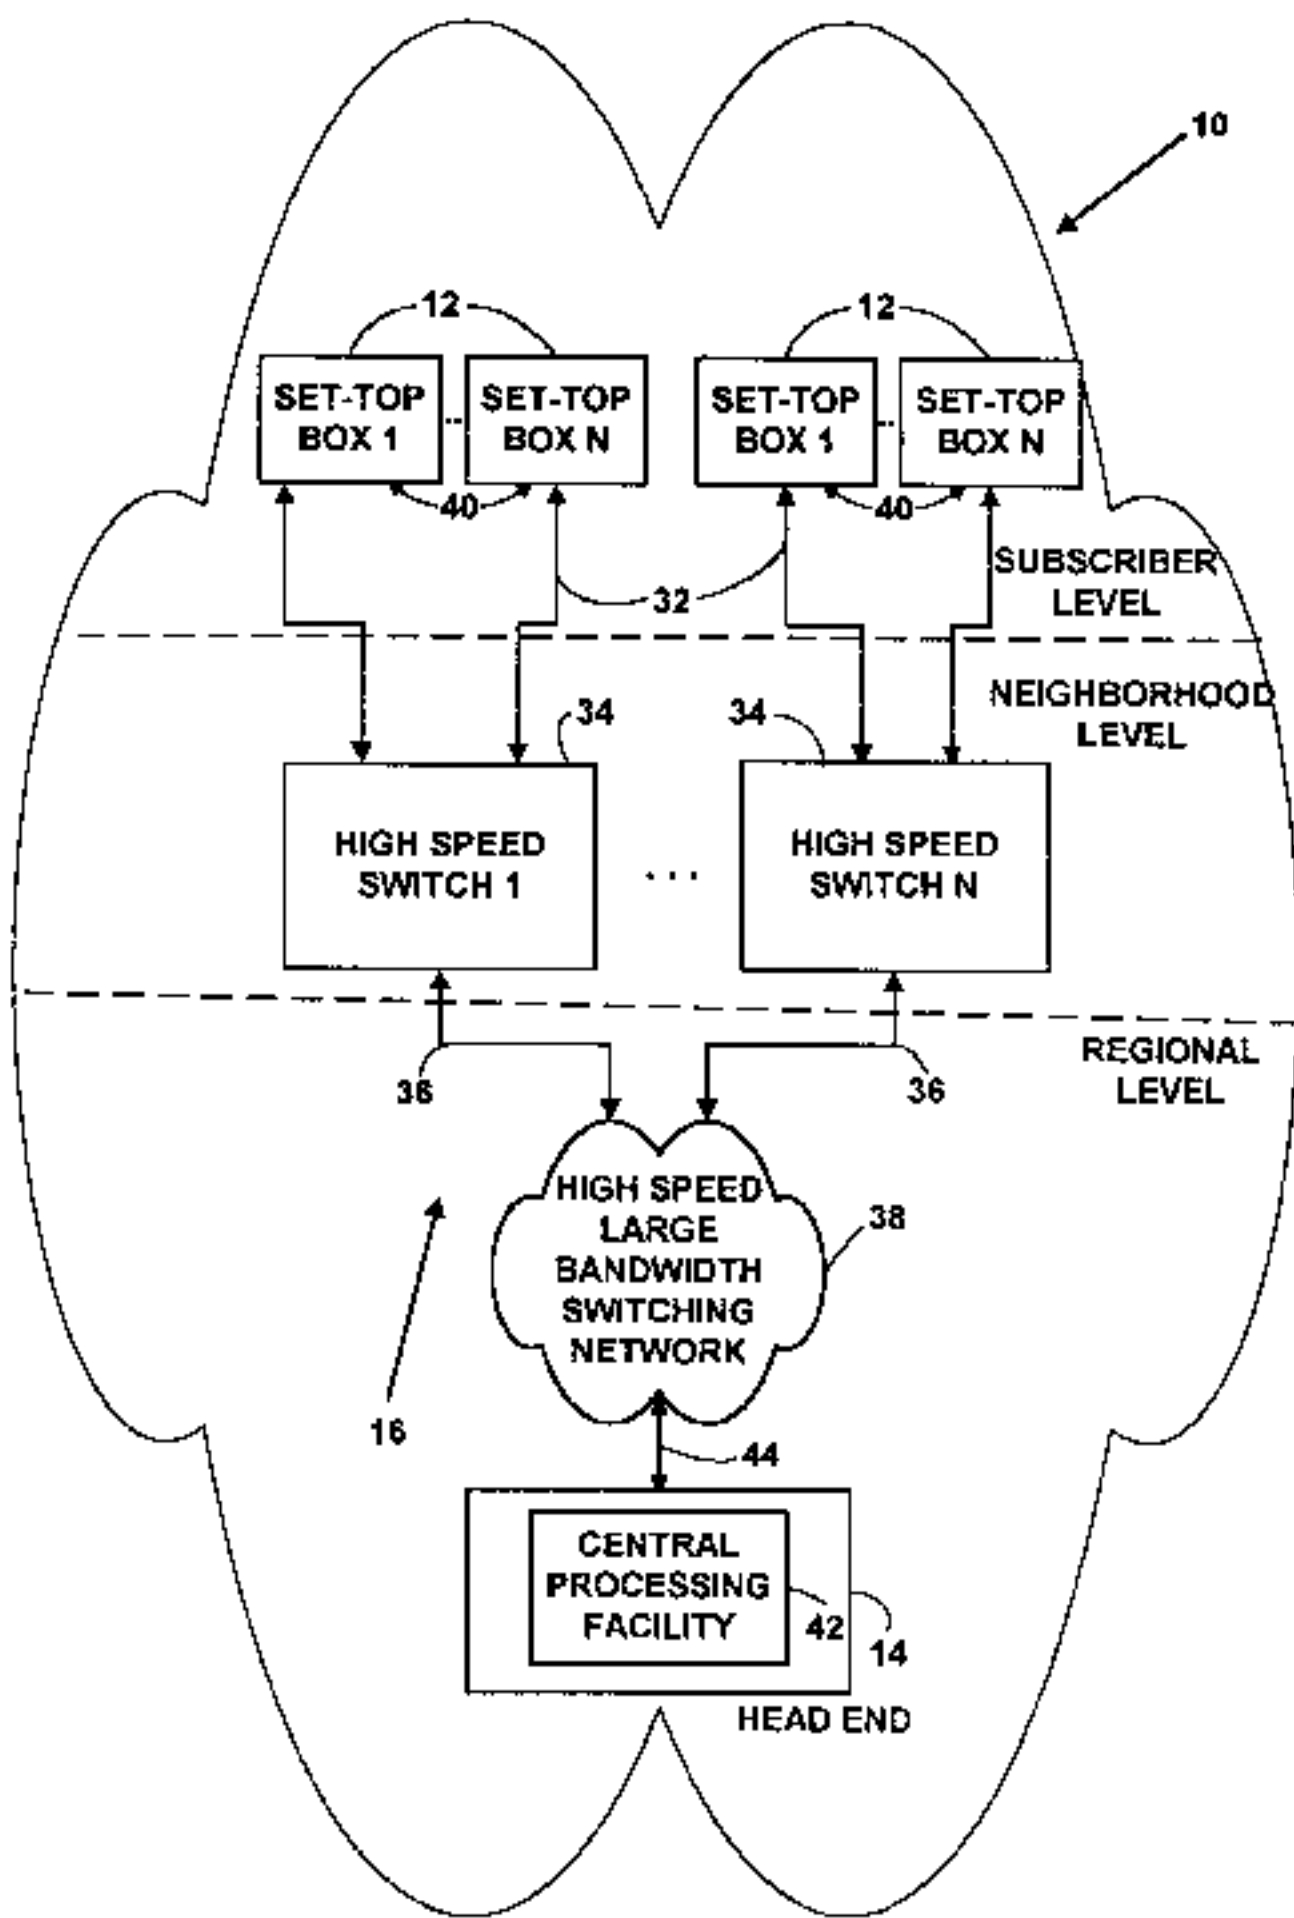 10
12
12
SET-TOP
BOX 1
...
SET-TOP
BOX N
SET-TOP
BOX 1
...
SET-TOP
BOX N
40
40
32
SUBSCRIBER
LEVEL
NEIGHBORHOOD
LEVEL
34
34
HIGH SPEED
SWITCH 1
...
HIGH SPEED
SWITCH N
REGIONAL
LEVEL
36
36
HIGH SPEED
LARGE
BANDWIDTH
SWITCHING
NETWORK
38
16
44
CENTRAL
PROCESSING
FACILITY
42
14
HEAD END